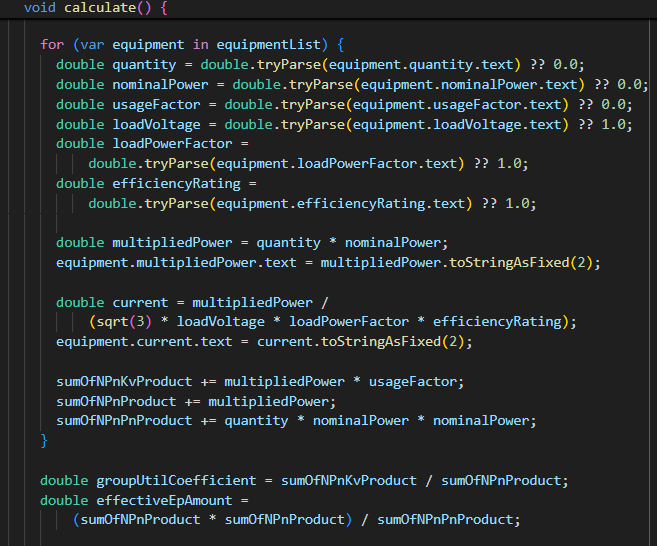 void calculate() {
for (var equipment in equipmentList) {
double quantity = double.tryParse(equipment.quantity.text) ?? 0.0;
double nominalPower = double.tryParse(equipment.nominalPower.text) ?? 0.0;
double usageFactor = double.tryParse(equipment.usageFactor.text) ?? 0.0;
double loadVoltage = double.tryParse(equipment.loadVoltage.text) ?? 1.0;
double loadPowerFactor =
double.tryParse(equipment.loadPowerFactor.text) ?? 1.0;
double efficiencyRating =
double.tryParse(equipment.efficiencyRating.text) ?? 1.0;
double multipliedPower = quantity * nominalPower;
equipment.multipliedPower.text = multipliedPower.toStringAsFixed(2);
double current = multipliedPower /
(sqrt(3) * loadVoltage * loadPowerFactor * efficiencyRating);
equipment.current.text = current.toStringAsFixed(2);
sumOfNPnKvProduct += multipliedPower * usageFactor;
sumOfNPnProduct += multipliedPower;
sumOfNPnPnProduct += quantity * nominalPower * nominalPower;
}
double groupUtilCoefficient = sumOfNPnKvProduct / sumOfNPnProduct;
double effectiveEpAmount =
(sumOfNPnProduct * sumOfNPnProduct) / sumOfNPnPnProduct;